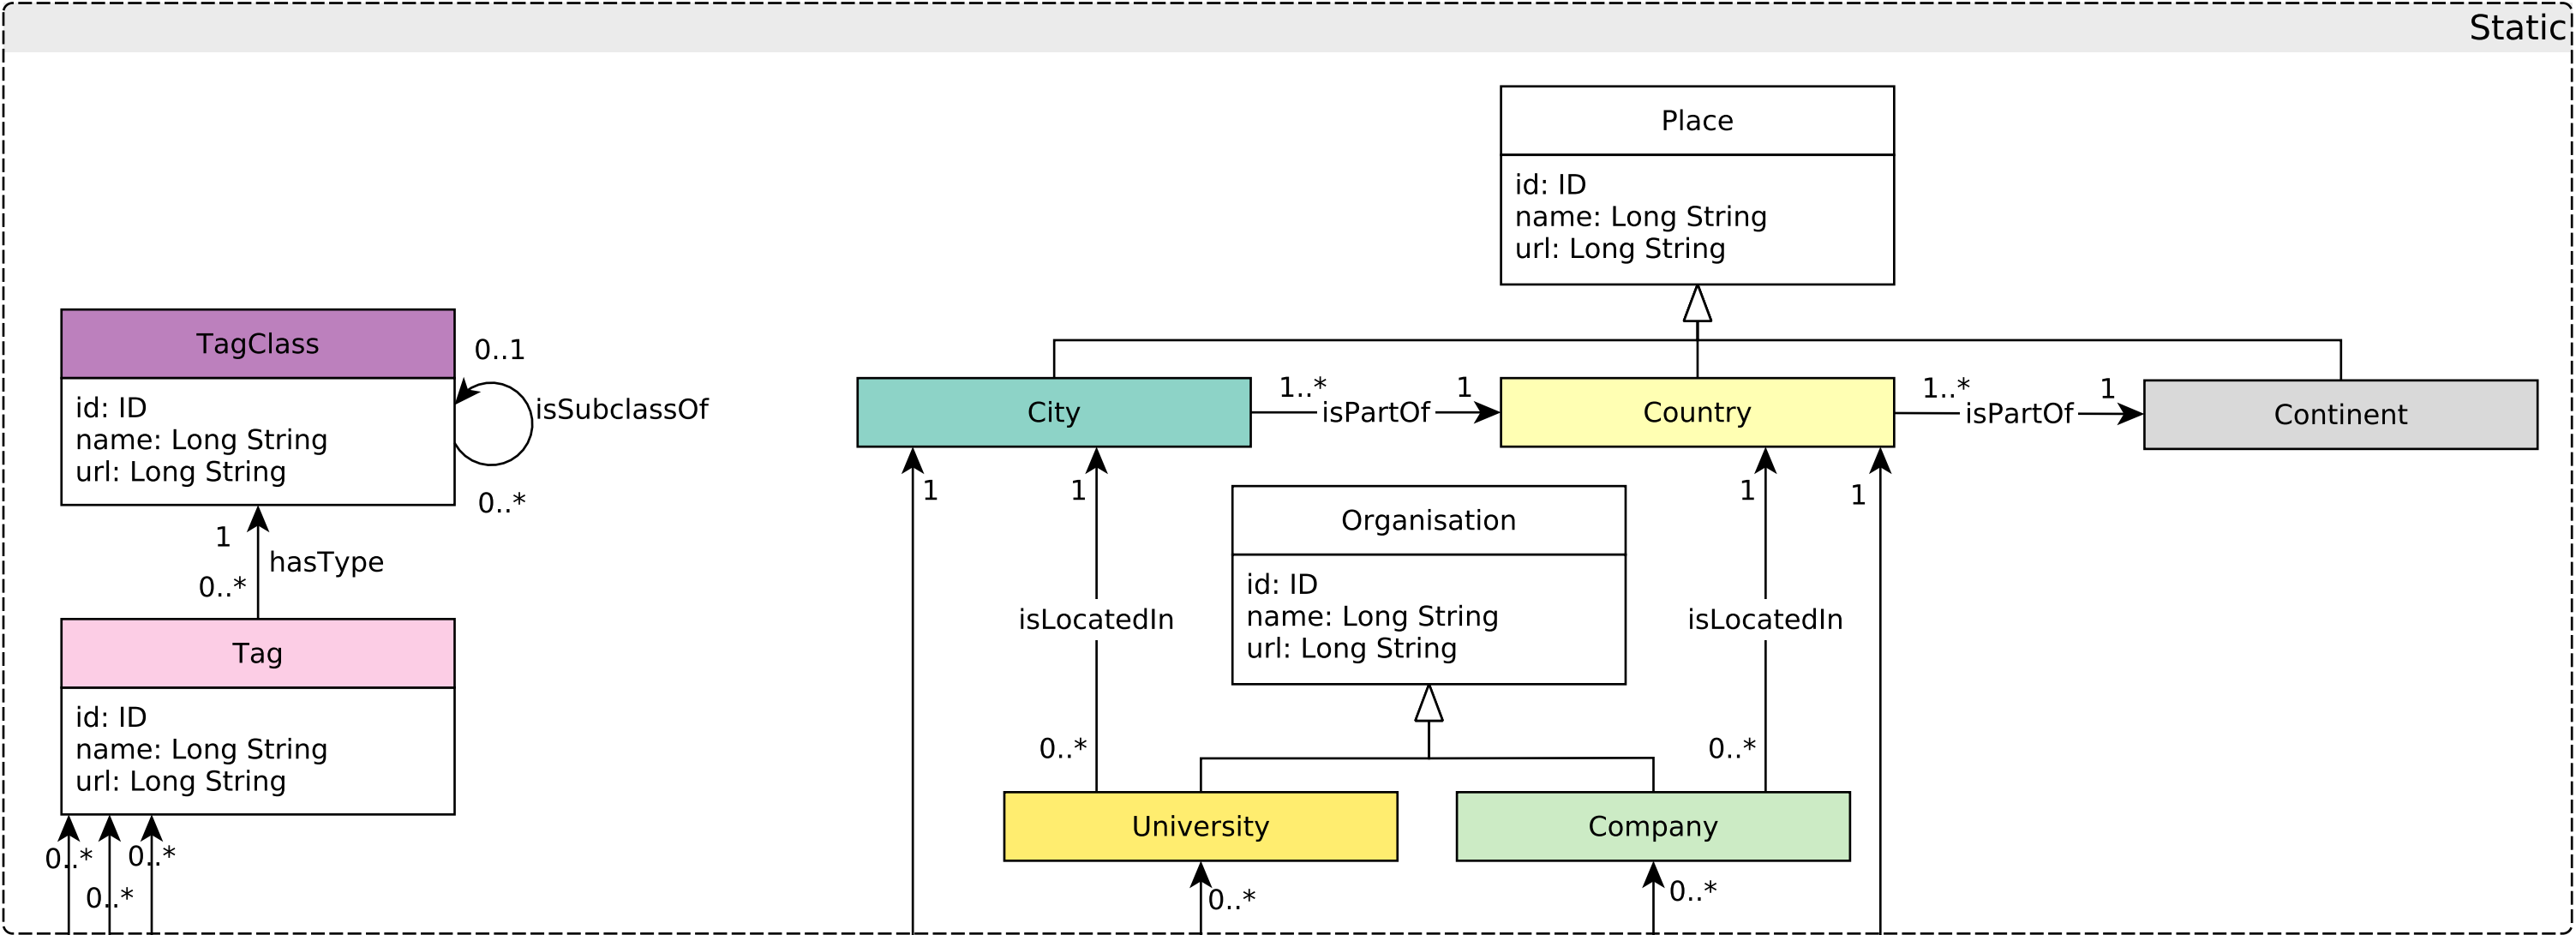 Static
Place
id: ID
name: Long String
url: Long String
TagClass
id: ID
name: Long String
url: Long String
0..1
isSubclassOf
0..*
City
1..*
isPartOf
1
Country
1..*
isPartOf
1
Continent
1
hasType
0..*
1
1
1
1
Organisation
id: ID
name: Long String
url: Long String
isLocatedIn
isLocatedIn
Tag
id: ID
name: Long String
url: Long String
0..*
0..*
University
Company
0..*
0..*
0..*
0..*
0..*